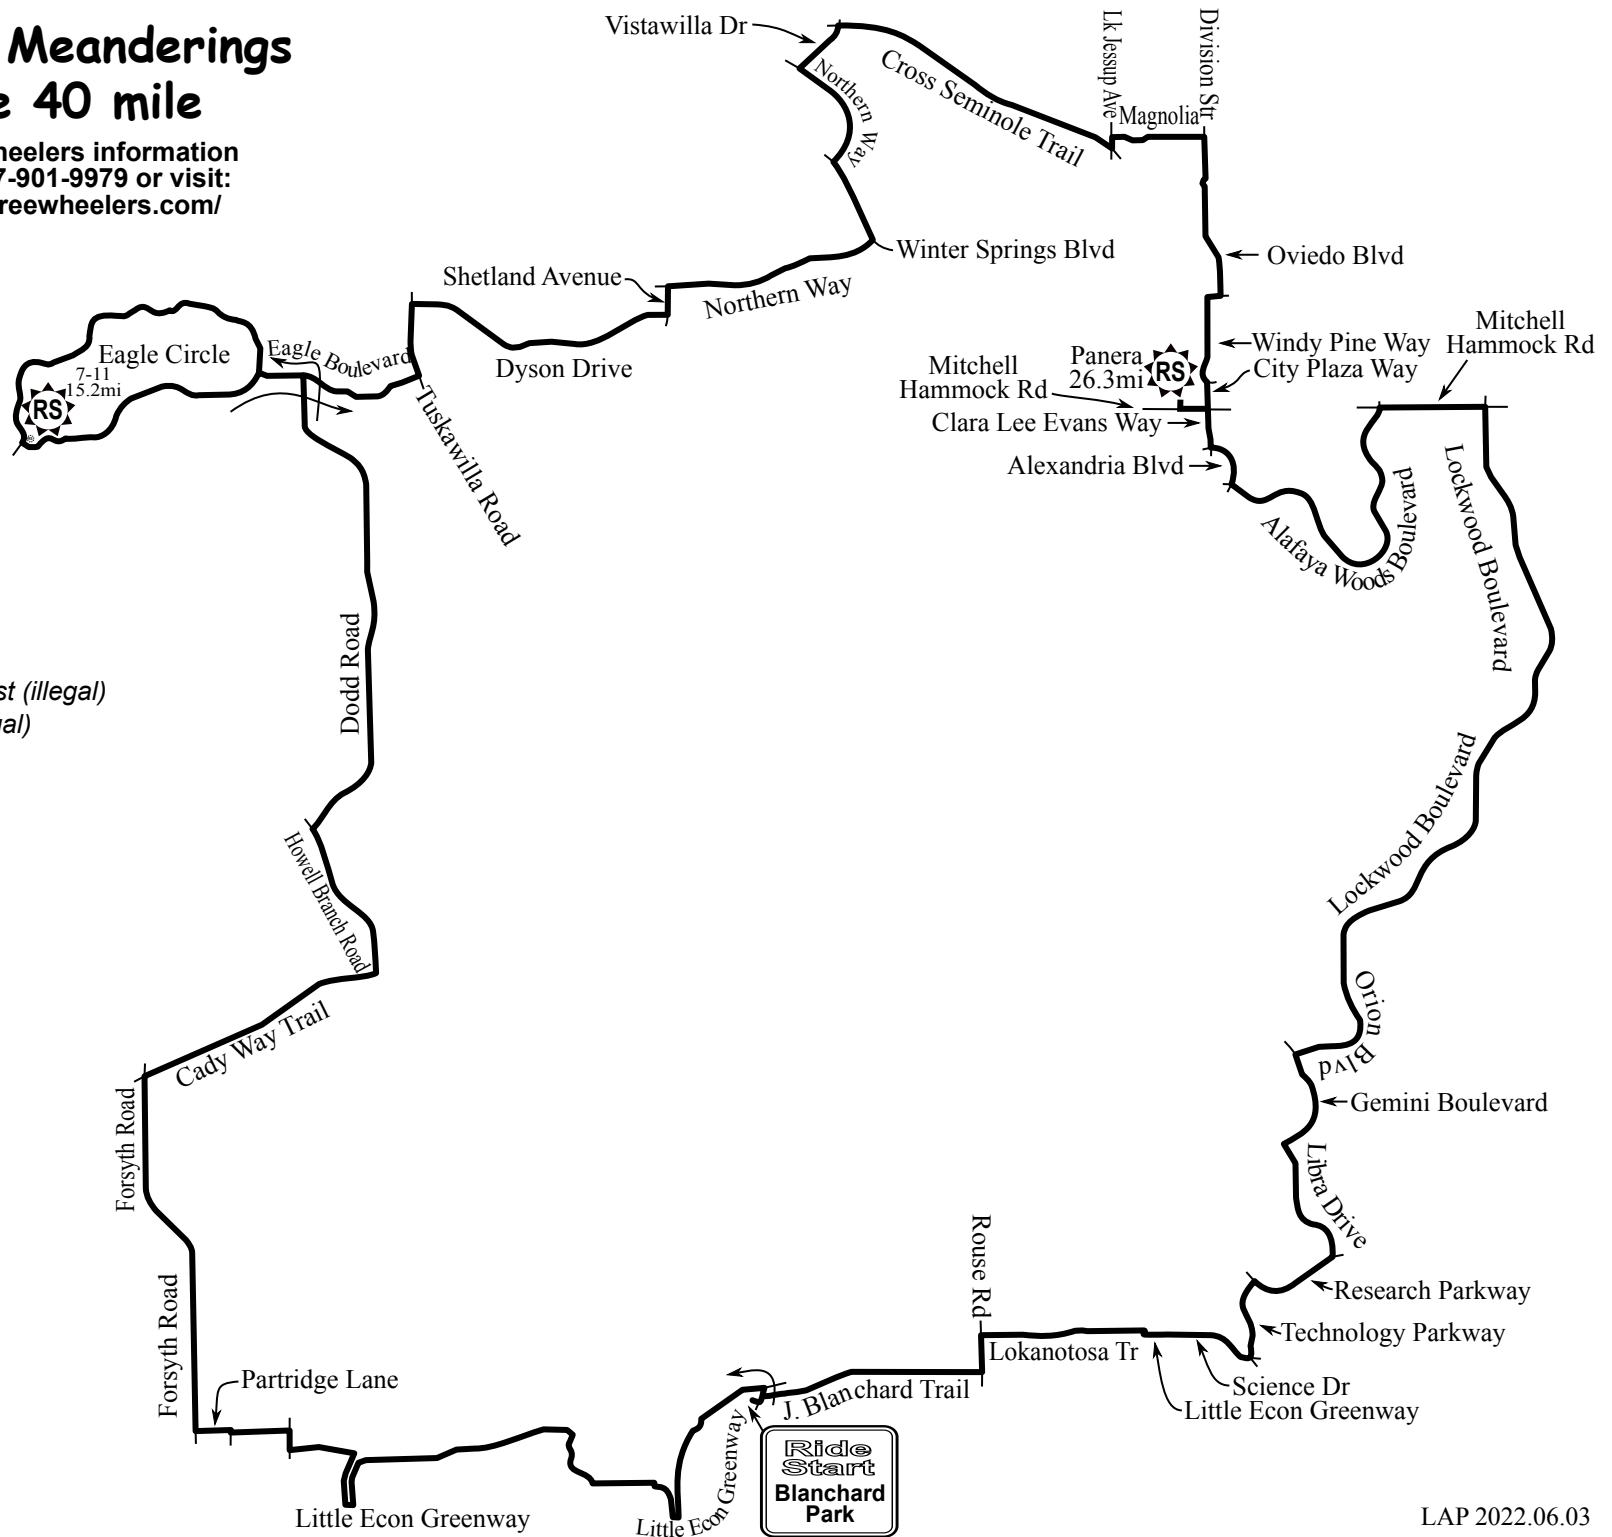 Meanderings
e 40 mile
heelers information
7-901-9979 or visit:
reewheelers.com/
st (illegal)
gal)
Vistawilla Dr
Northern Way
Cross Seminole Trail
Lk Jessup Ave
Magnolia
Division Str
Winter Springs Blvd
Oviedo Blvd
Shetland Avenue
Northern Way
Eagle Circle
7-11
15.2mi
RS
Eagle Boulevard
Dyson Drive
Tuskawilla Road
Windy Pine Way
City Plaza Way
Panera
26.3mi
RS
Mitchell
Hammock Rd
Mitchell
Hammock Rd
Clara Lee Evans Way
Alexandria Blvd
Alafaya Woods Boulevard
Lockwood Boulevard
Dodd Road
Lockwood Boulevard
Howell Branch Road
Cady Way Trail
Orion Blvd
Gemini Boulevard
Forsyth Road
Libra Drive
Research Parkway
Technology Parkway
Forsyth Road
Rouse Rd
Lokanotosa Tr
Science Dr
Little Econ Greenway
Partridge Lane
J. Blanchard Trail
Little Econ Greenway
Little Econ Greenway
Ride
Start
Blanchard
Park
LAP 2022.06.03